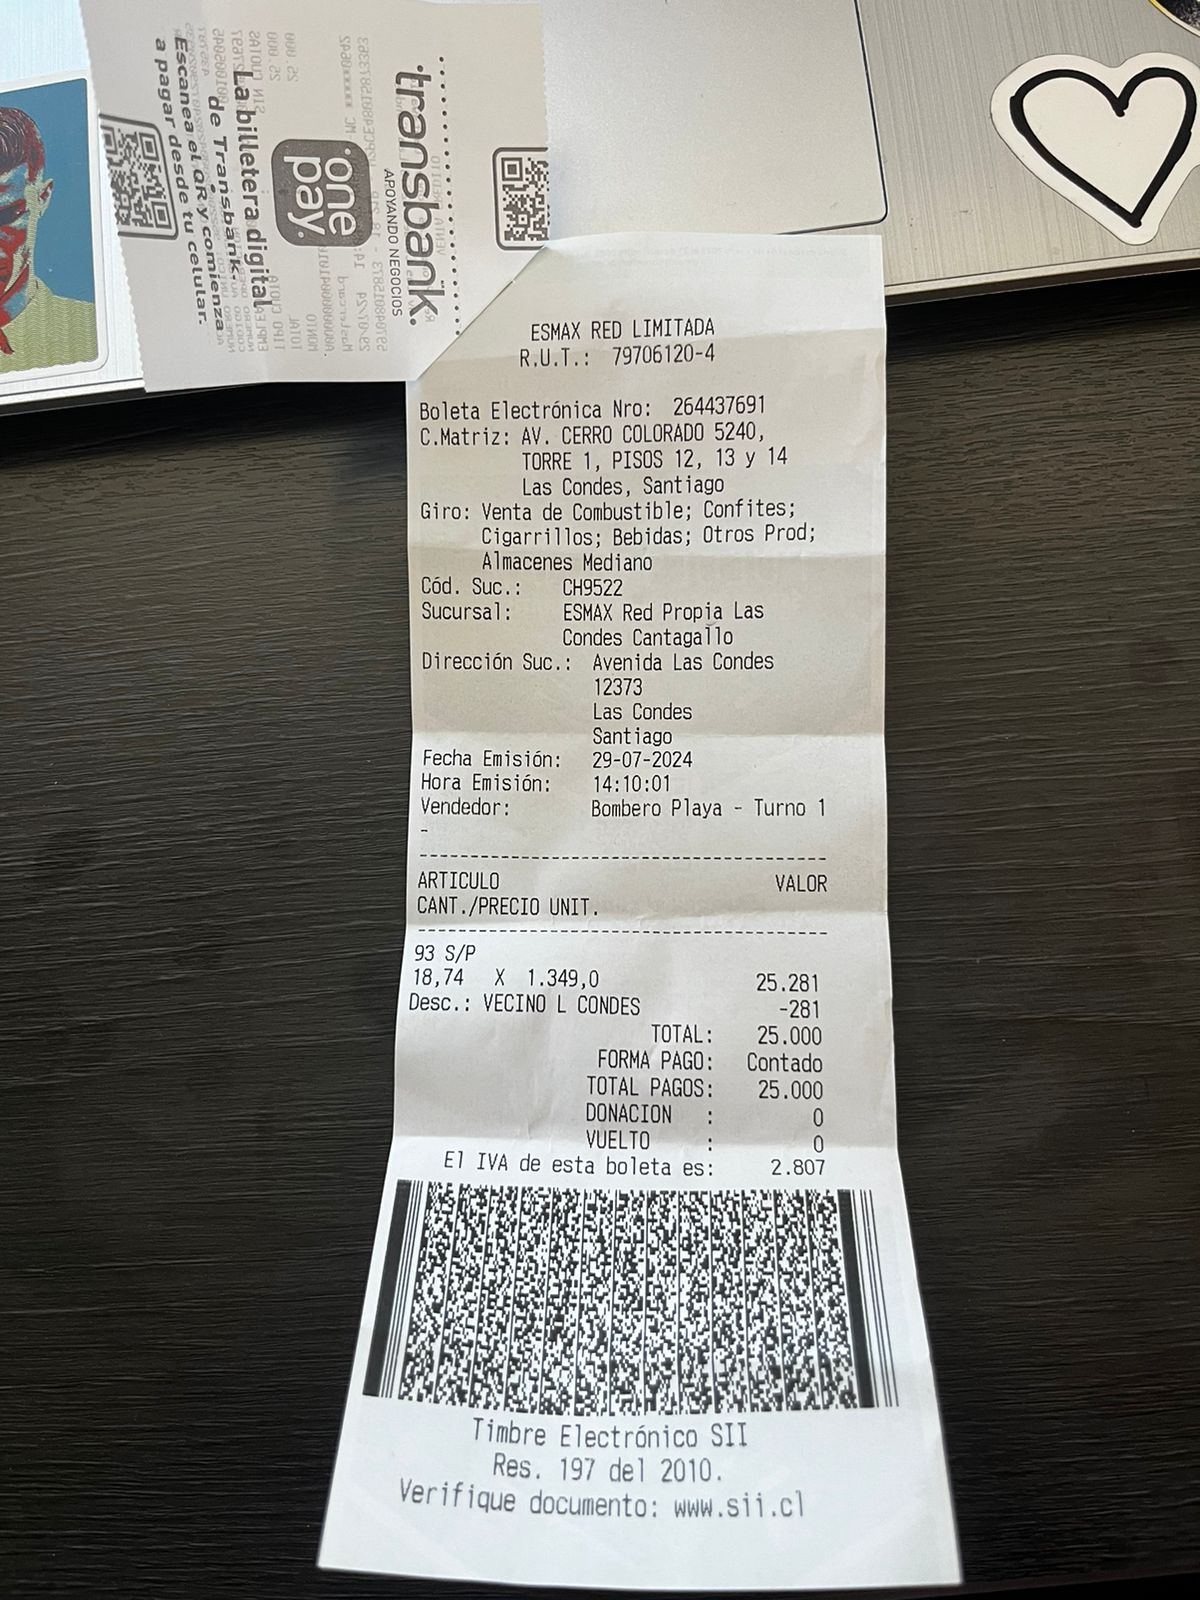 transbank.
APOYANDO NEGOCIOS
one
pay.
La billetera digital
de Transbank.
Escanea el QR y comienza
a pagar desde tu celular.
ESMAX RED LIMITADA
R.U.T.: 79706120-4
Boleta Electrónica Nro: 264437691
C.Matriz: AV. CERRO COLORADO 5240,
TORRE 1, PISOS 12, 13 y 14
Las Condes, Santiago
Giro: Venta de Combustible; Confites;
Cigarrillos; Bebidas; Otros Prod;
Almacenes Mediano
Cód. Suc.: CH9522
Sucursal: ESMAX Red Propia Las
Condes Cantagallo
Dirección Suc.: Avenida Las Condes
12373
Las Condes
Santiago
Fecha Emisión: 29-07-2024
Hora Emisión: 14:10:01
Vendedor: Bombero Playa - Turno 1
-
ARTICULO VALOR
CANT./PRECIO UNIT.
93 S/P
18,74 X 1.349,0 25.281
Desc.: VECINO L CONDES -281
TOTAL: 25.000
FORMA PAGO: Contado
TOTAL PAGOS: 25.000
DONACION : 0
VUELTO : 0
El IVA de esta boleta es: 2.807
Timbre Electrónico SII
Res. 197 del 2010.
Verifique documento: www.sii.cl